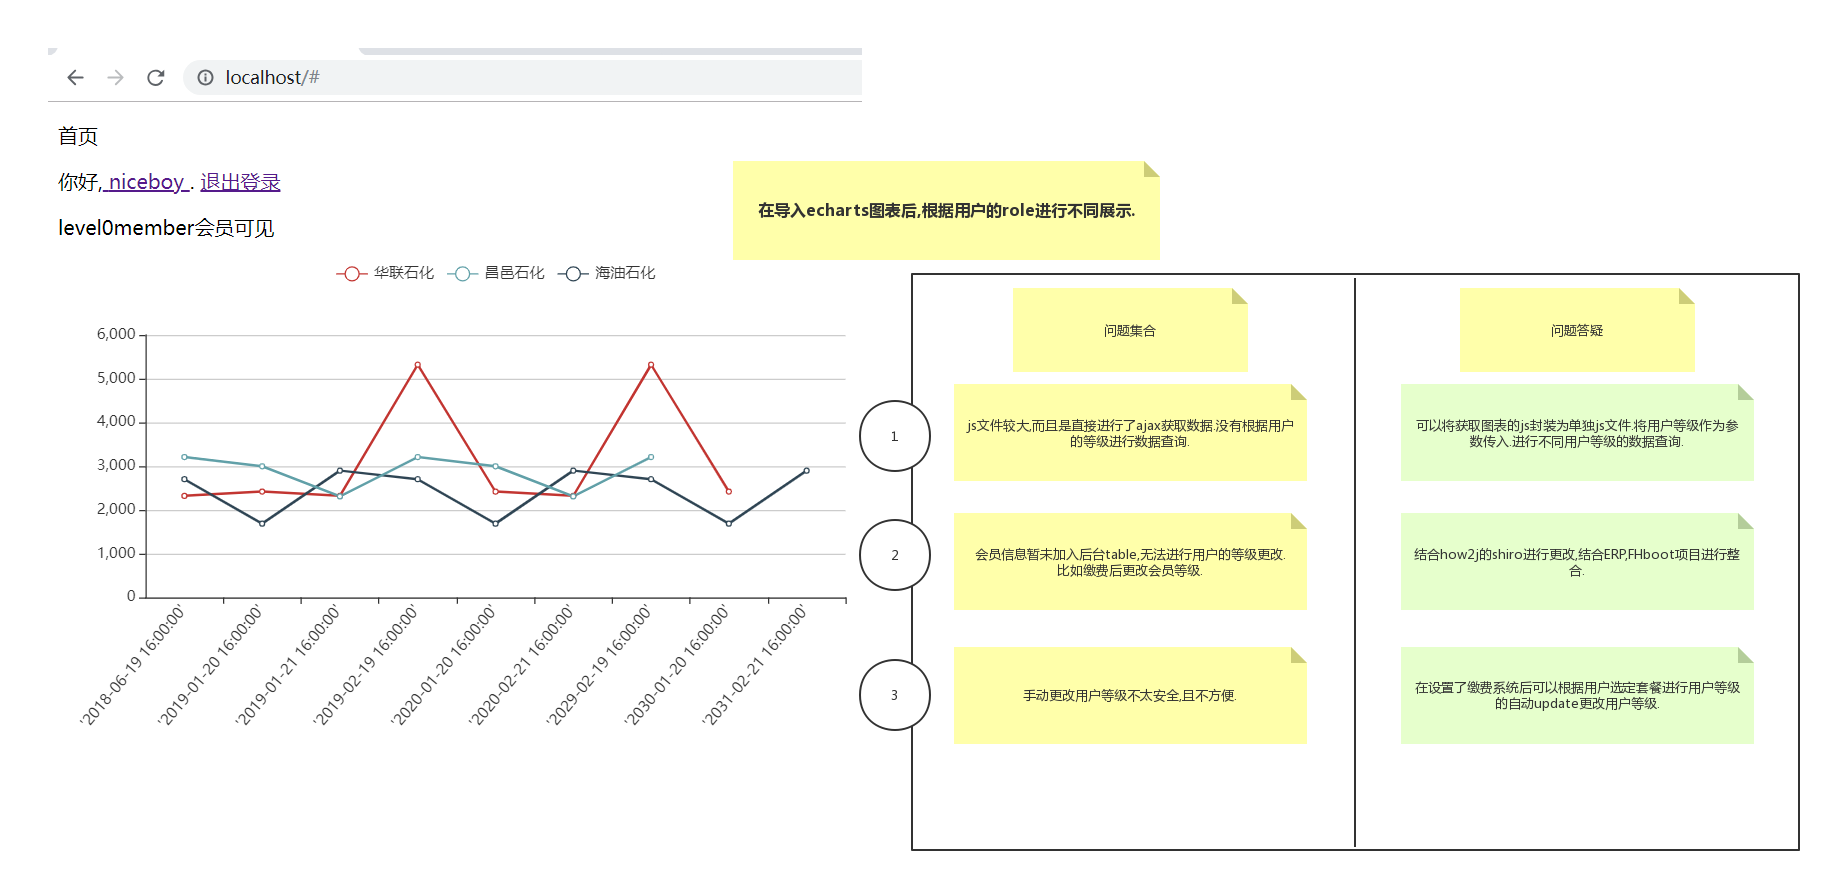 localhost/#
首页
你好, niceboy . 退出登录
level0member会员可见
华联石化 昌邑石化 海油石化
6,000
5,000
4,000
3,000
2,000
1,000
0
'2018-06-19 16:00:00'
'2019-01-20 16:00:00'
'2019-01-21 16:00:00'
'2019-02-19 16:00:00'
'2020-01-20 16:00:00'
'2020-02-21 16:00:00'
'2029-02-19 16:00:00'
'2030-01-20 16:00:00'
'2031-02-21 16:00:00'
在导入echarts图表后,根据用户的role进行不同展示.
问题集合
问题答疑
1
js文件较大,而且是直接进行了ajax获取数据.没有根据用户
的等级进行数据查询.
可以将获取图表的js封装为单独js文件.将用户等级作为参
数传入.进行不同用户等级的数据查询.
2
会员信息暂未加入后台table,无法进行用户的等级更改.
比如缴费后更改会员等级.
结合how2j的shiro进行更改,结合ERP,FHboot项目进行整
合.
3
手动更改用户等级不太安全,且不方便.
在设置了缴费系统后可以根据用户选定套餐进行用户等级
的自动update更改用户等级.